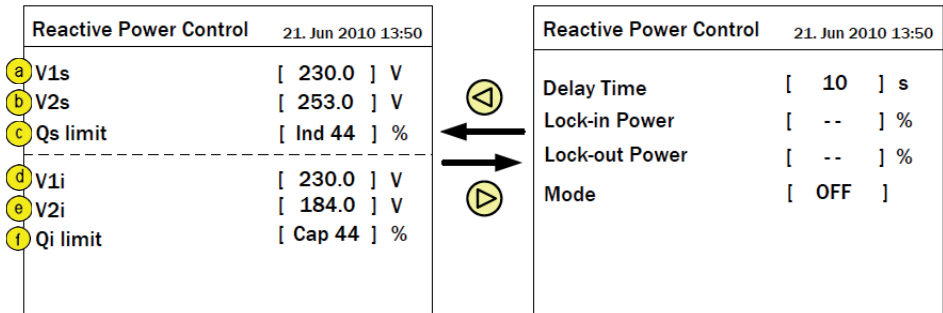 Reactive Power Control 21. Jun 2010 13:50
a V1s [ 230.0 ] V
b V2s [ 253.0 ] V
c Qs limit [ Ind 44 ] %
d V1i [ 230.0 ] V
e V2i [ 184.0 ] V
f Qi limit [ Cap 44 ] %
Reactive Power Control 21. Jun 2010 13:50
Delay Time [ 10 ] s
Lock-in Power [ -- ] %
Lock-out Power [ -- ] %
Mode [ OFF ]